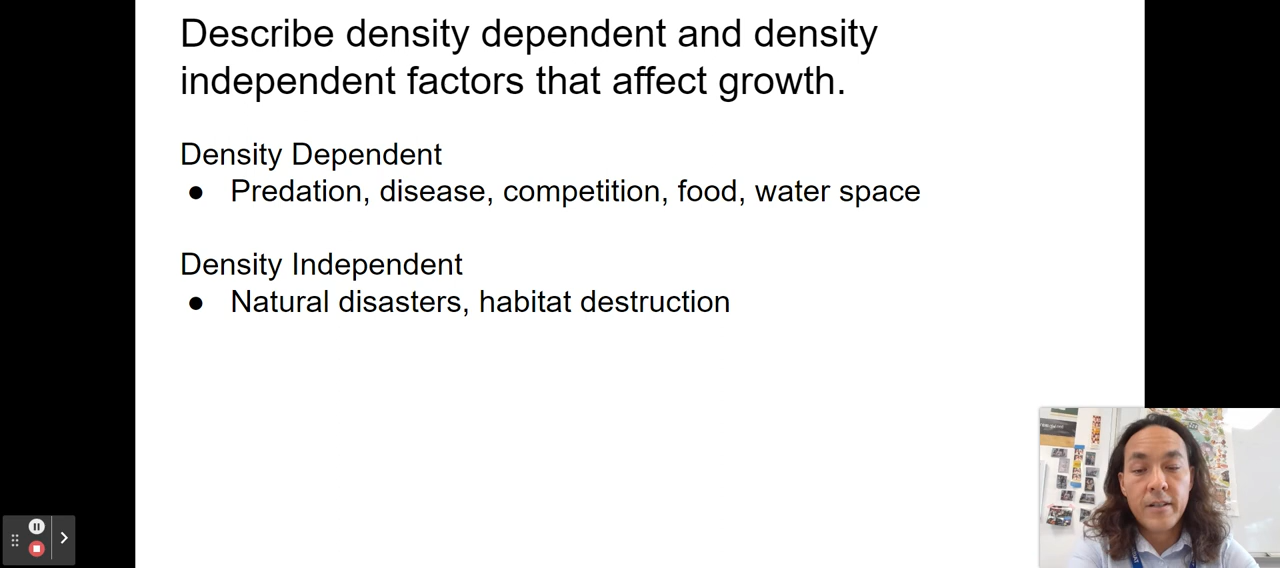 Describe density dependent and density
independent factors that affect growth.
Density Dependent
● Predation, disease, competition, food, water space
Density Independent
● Natural disasters, habitat destruction